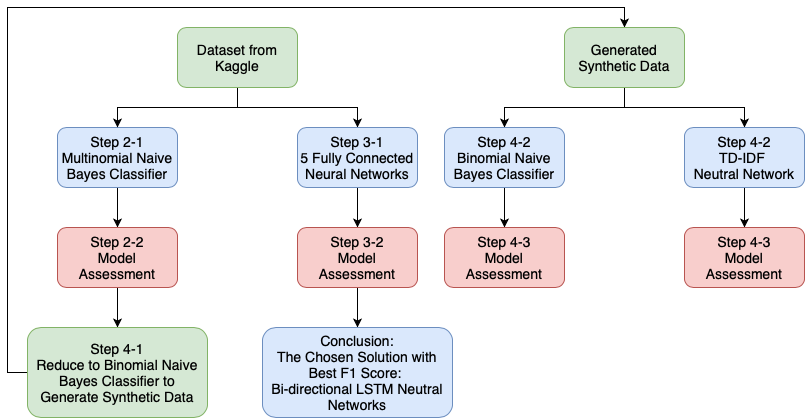 Dataset from
Kaggle
Generated
Synthetic Data
Step 2-1
Multinomial Naive
Bayes Classifier
Step 3-1
5 Fully Connected
Neural Networks
Step 4-2
Binomial Naive
Bayes Classifier
Step 4-2
TD-IDF
Neutral Network
Step 2-2
Model
Assessment
Step 3-2
Model
Assessment
Step 4-3
Model
Assessment
Step 4-3
Model
Assessment
Step 4-1
Reduce to Binomial Naive
Bayes Classifier to
Generate Synthetic Data
Conclusion:
The Chosen Solution with
Best F1 Score:
Bi-directional LSTM Neutral
Networks